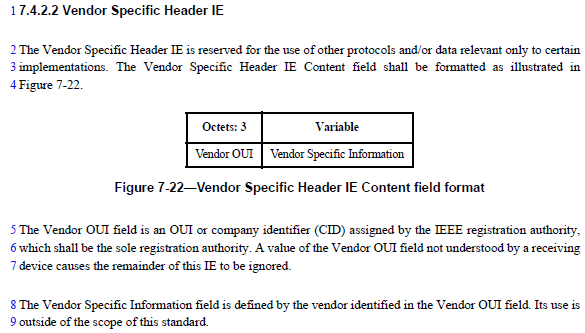 1 7.4.2.2 Vendor Specific Header IE
2 The Vendor Specific Header IE is reserved for the use of other protocols and/or data relevant only to certain
3 implementations. The Vendor Specific Header IE Content field shall be formatted as illustrated in
4 Figure 7-22.
Octets: 3 Variable
Vendor OUI Vendor Specific Information
Figure 7-22—Vendor Specific Header IE Content field format
5 The Vendor OUI field is an OUI or company identifier (CID) assigned by the IEEE registration authority,
6 which shall be the sole registration authority. A value of the Vendor OUI field not understood by a receiving
7 device causes the remainder of this IE to be ignored.
8 The Vendor Specific Information field is defined by the vendor identified in the Vendor OUI field. Its use is
9 outside of the scope of this standard.